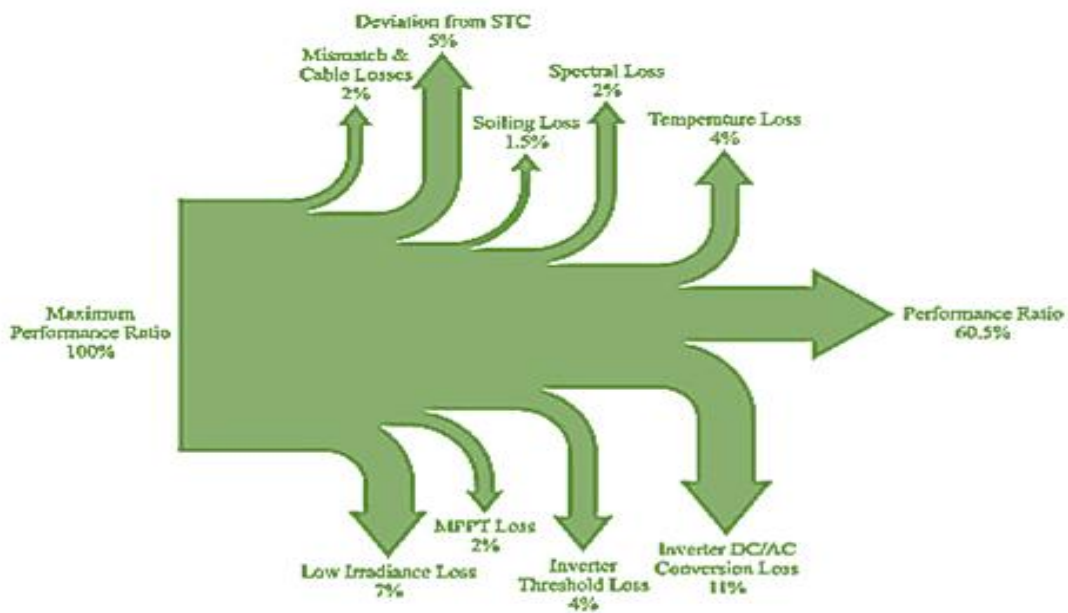 Deviation from STC
5%
Mismatch &
Cable Losses
2%
Spectral Loss
2%
Soiling Loss
1.5%
Temperature Loss
4%
Maximum
Performance Ratio
100%
Performance Ratio
60.5%
Low Irradiance Loss
7%
MPPT Loss
2%
Inverter
Threshold Loss
4%
Inverter DC/AC
Conversion Loss
11%